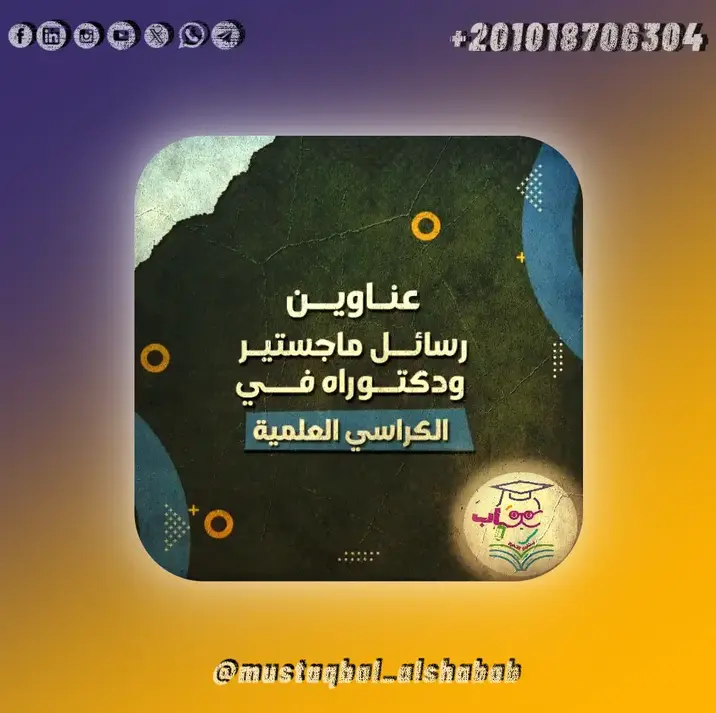 +201018706304
عناوين
رسائل ماجستير
ودكتوراه في
الكراسي العلمية
@mustaqbal_alshabab